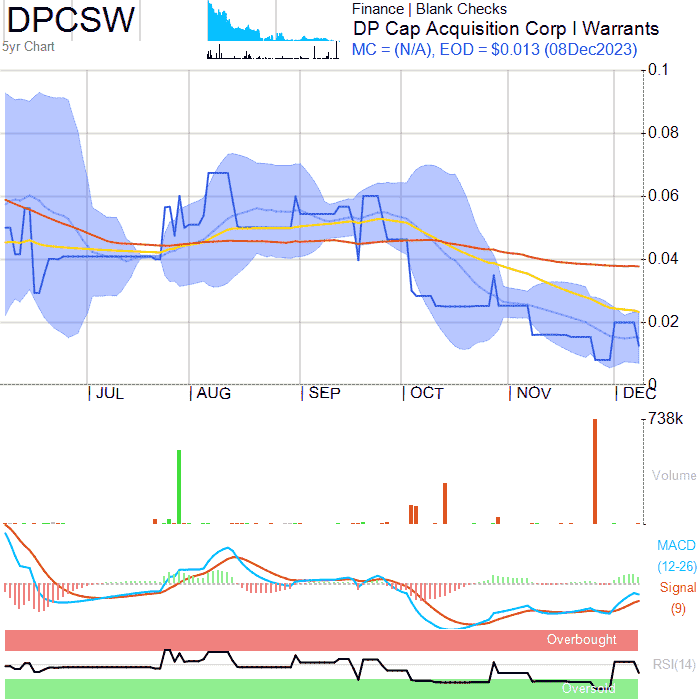 DPCSW
5yr Chart
Finance | Blank Checks
DP Cap Acquisition Corp I Warrants
MC = (N/A), EOD = $0.013 (08Dec2023)
0.1
0.08
0.06
0.04
0.02
0
JUL
AUG
SEP
OCT
NOV
DEC
738k
Volume
MACD
(12-26)
Signal
(9)
Overbought
RSI(14)
Oversold